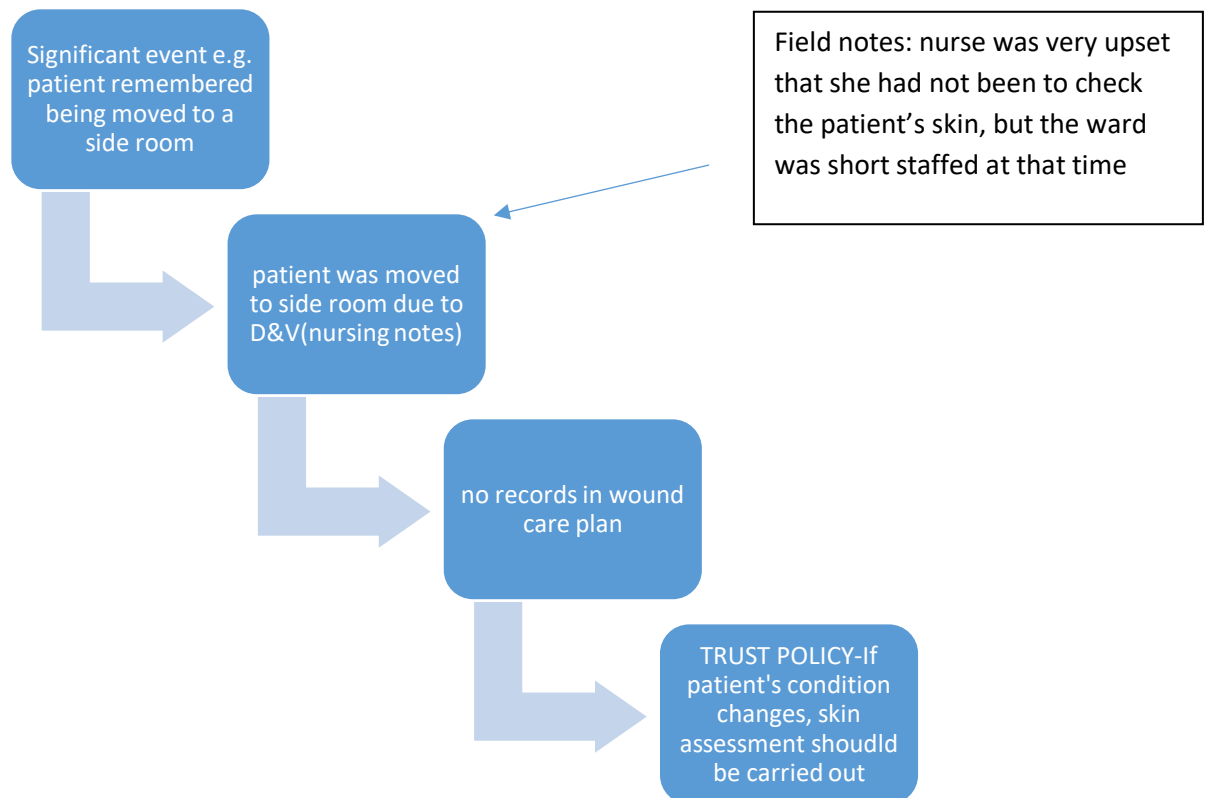 Significant event e.g.
patient remembered
being moved to a
side room
Field notes: nurse was very upset
that she had not been to check
the patient’s skin, but the ward
was short staffed at that time
patient was moved
to side room due to
D&V(nursing notes)
no records in wound
care plan
TRUST POLICY-If
patient's condition
changes, skin
assessment shoudld
be carried out